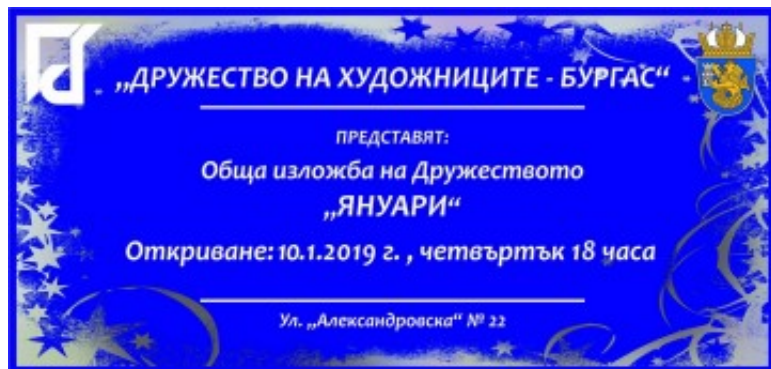 „ДРУЖЕСТВО НА ХУДОЖНИЦИТЕ - БУРГАС“
ПРЕДСТАВЯТ:
Обща изложба на Дружеството
„ЯНУАРИ“
Откриване: 10.1.2019 г. , четвъртък 18 часа
Ул. „Александровска“ № 22